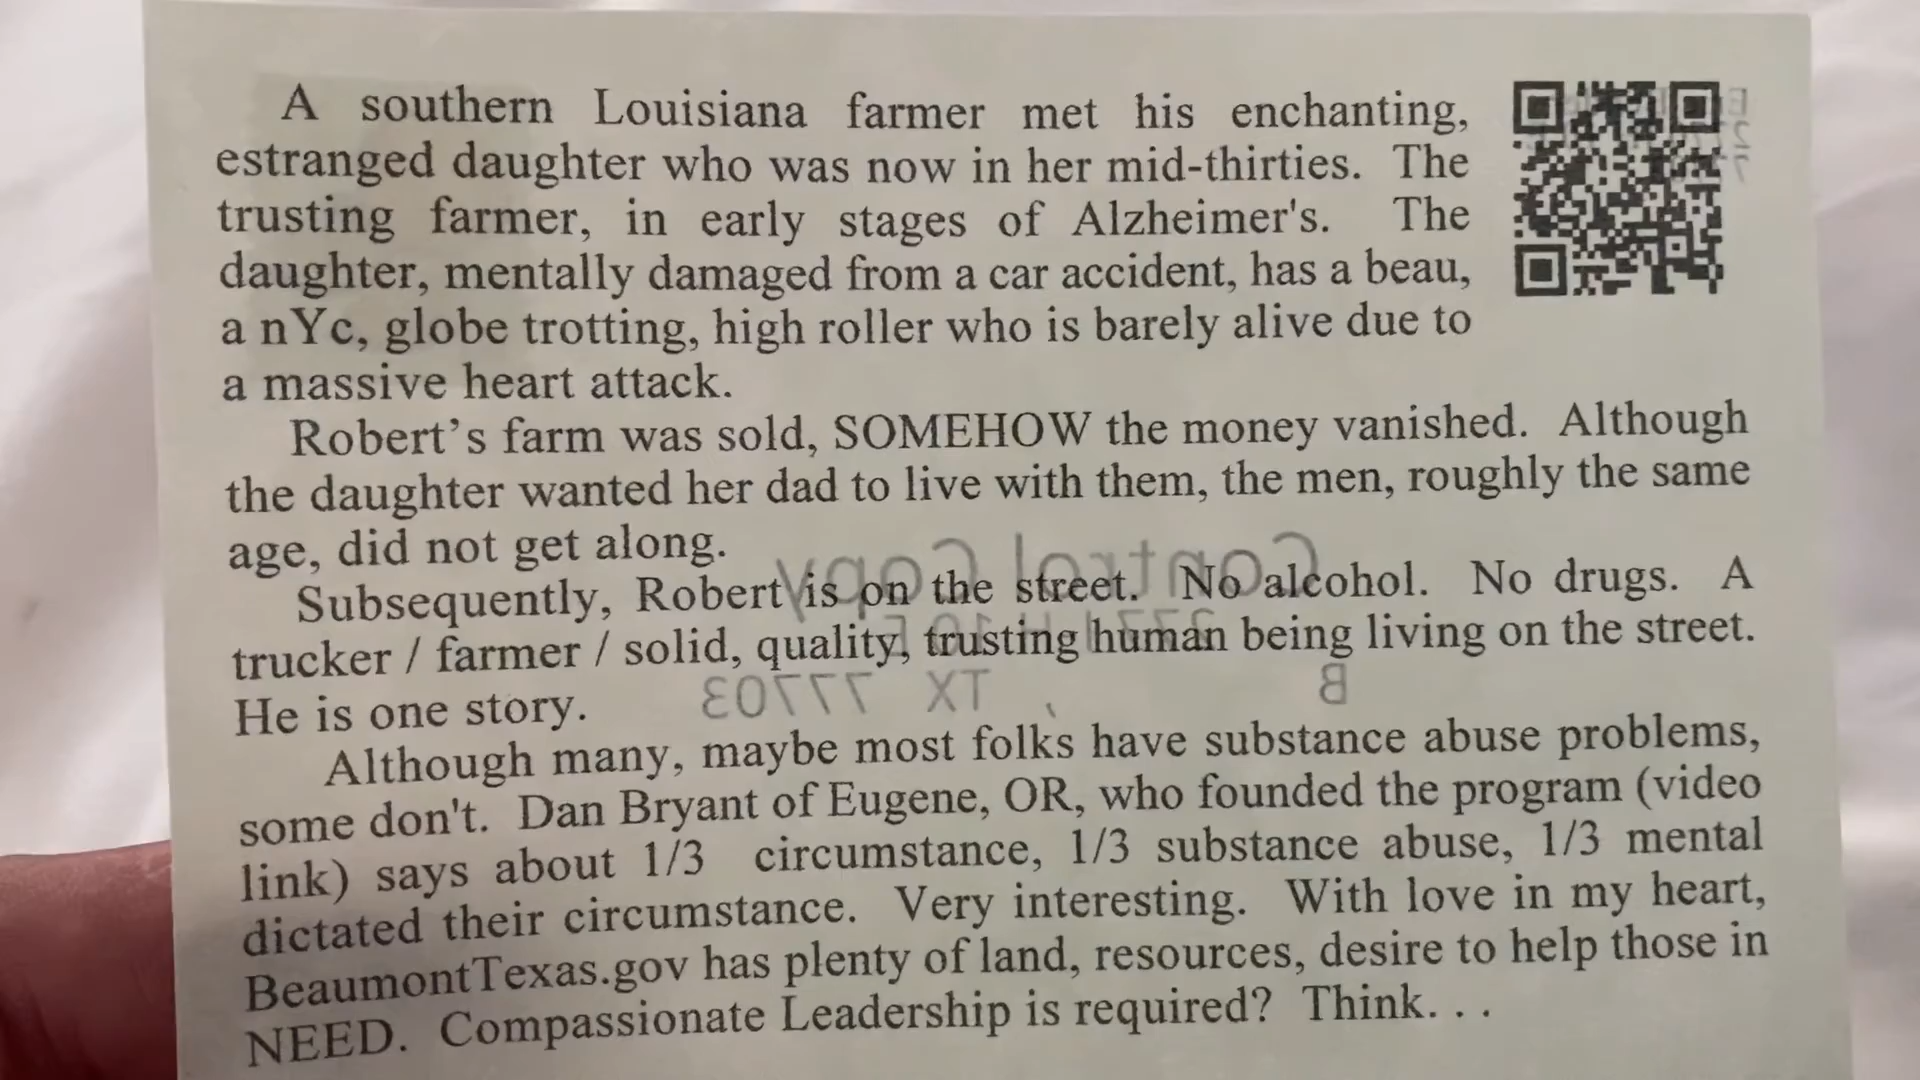 A southern Louisiana farmer met his enchanting,
estranged daughter who was now in her mid-thirties. The
trusting farmer, in early stages of Alzheimer's. The
daughter, mentally damaged from a car accident, has a beau,
a nYc, globe trotting, high roller who is barely alive due to
a massive heart attack.
Robert's farm was sold, SOMEHOW the money vanished. Although
the daughter wanted her dad to live with them, the men, roughly the same
age, did not get along.
Control Copy
Subsequently, Robert is on the street. No alcohol. No drugs. A
trucker / farmer / solid, quality, trusting human being living on the street.
He is one story.
B , TX 77703
Although many, maybe most folks have substance abuse problems,
some don't. Dan Bryant of Eugene, OR, who founded the program (video
link) says about 1/3 circumstance, 1/3 substance abuse, 1/3 mental
dictated their circumstance. Very interesting. With love in my heart,
BeaumontTexas.gov has plenty of land, resources, desire to help those in
NEED. Compassionate Leadership is required? Think. . .